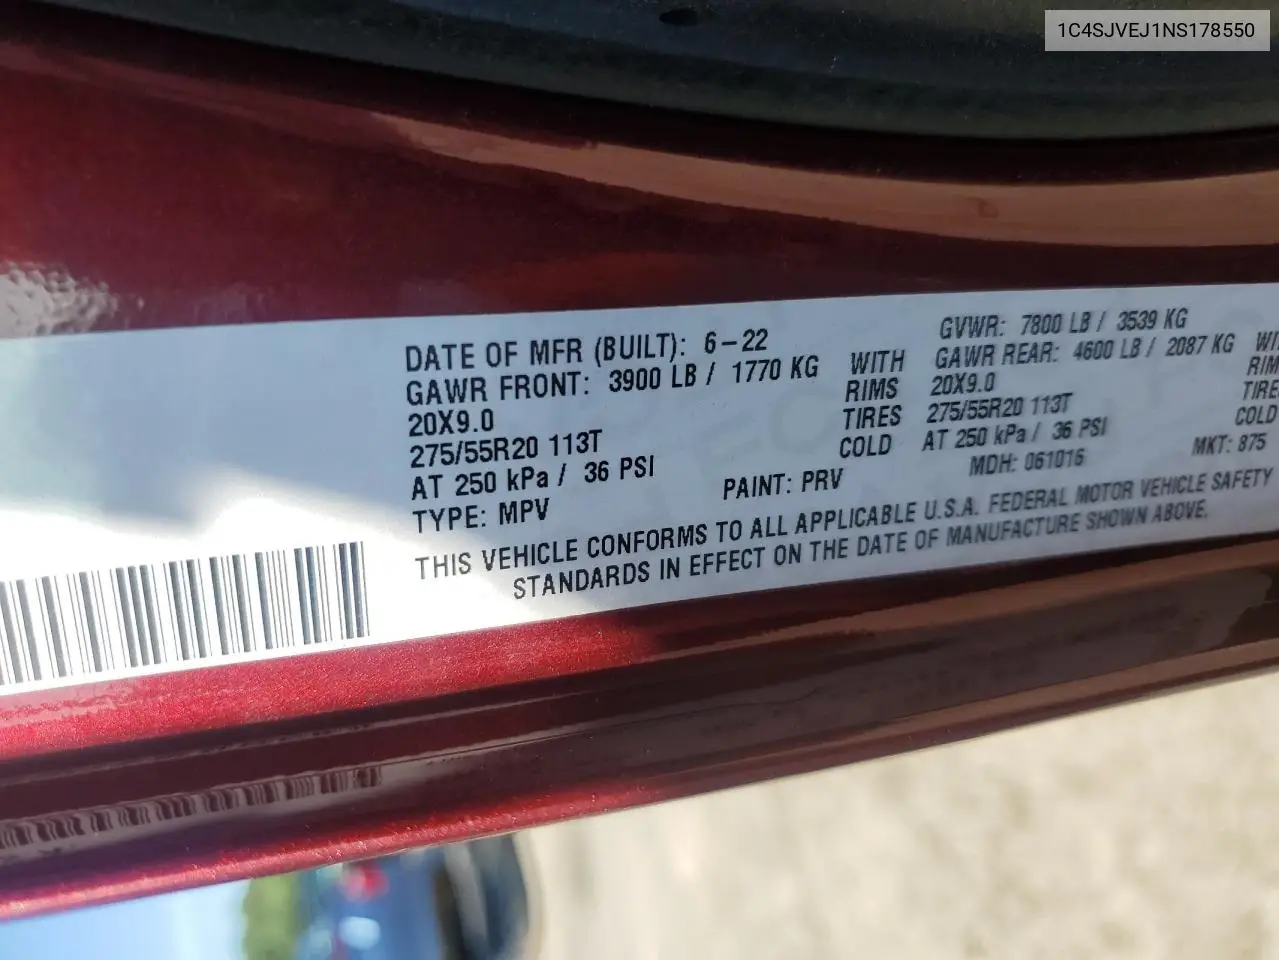 1C4SJVEJ1NS178550
DATE OF MFR (BUILT): 6-22 GVWR: 7800 LB / 3539 KG
GAWR FRONT: 3900 LB / 1770 KG WITH GAWR REAR: 4600 LB / 2087 KG
20X9.0 RIMS 20X9.0
275/55R20 113T TIRES 275/55R20 113T
AT 250 kPa / 36 PSI COLD AT 250 kPa / 36 PSI COLD
TYPE: MPV PAINT: PRV MDH: 061016 MKT: 875
THIS VEHICLE CONFORMS TO ALL APPLICABLE U.S.A. FEDERAL MOTOR VEHICLE SAFETY
STANDARDS IN EFFECT ON THE DATE OF MANUFACTURE SHOWN ABOVE.